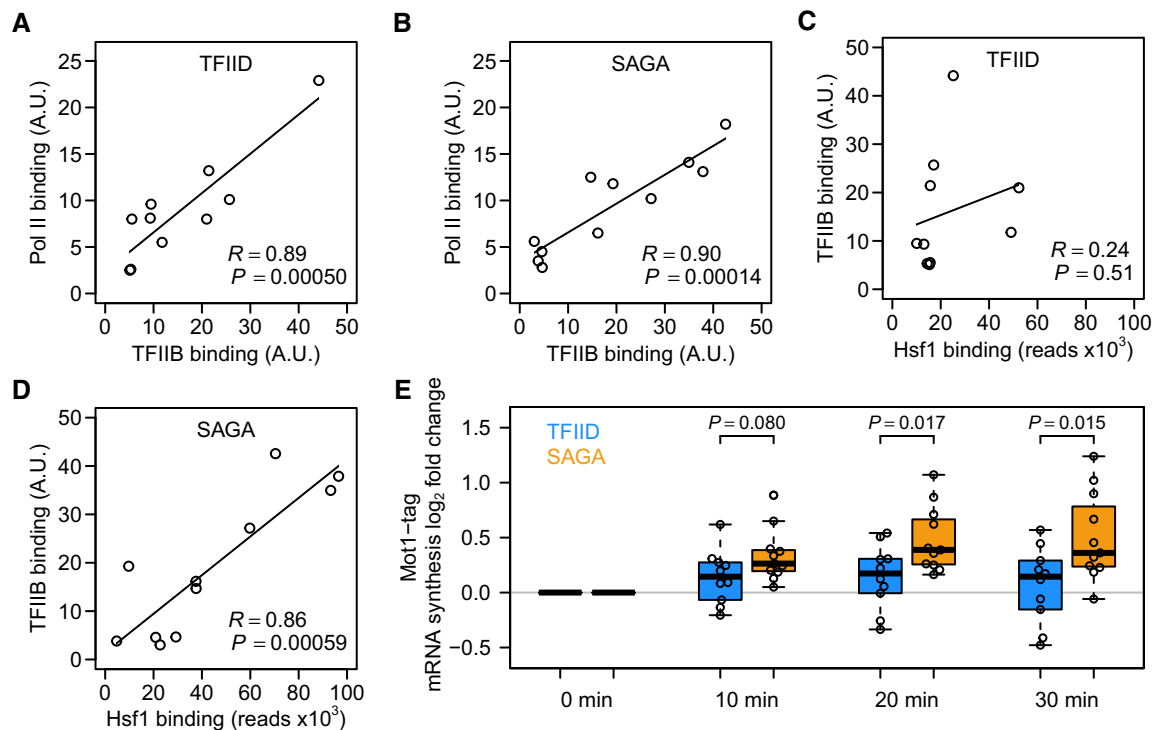 A
TFIID
Pol II binding (A.U.)
25
20
15
10
5
0
R = 0.89
P = 0.00050
0 10 20 30 40 50
TFIIB binding (A.U.)
B
SAGA
Pol II binding (A.U.)
25
20
15
10
5
0
R = 0.90
P = 0.00014
0 10 20 30 40 50
TFIIB binding (A.U.)
C
TFIID
TFIIB binding (A.U.)
50
40
30
20
10
0
R = 0.24
P = 0.51
0 20 40 60 80 100
Hsf1 binding (reads x10³)
D
SAGA
TFIIB binding (A.U.)
50
40
30
20
10
0
R = 0.86
P = 0.00059
0 20 40 60 80 100
Hsf1 binding (reads x10³)
E
Mot1−tag
mRNA synthesis log₂ fold change
1.5
1.0
0.5
0.0
−0.5
TFIID
SAGA
P = 0.080
P = 0.017
P = 0.015
0 min 10 min 20 min 30 min